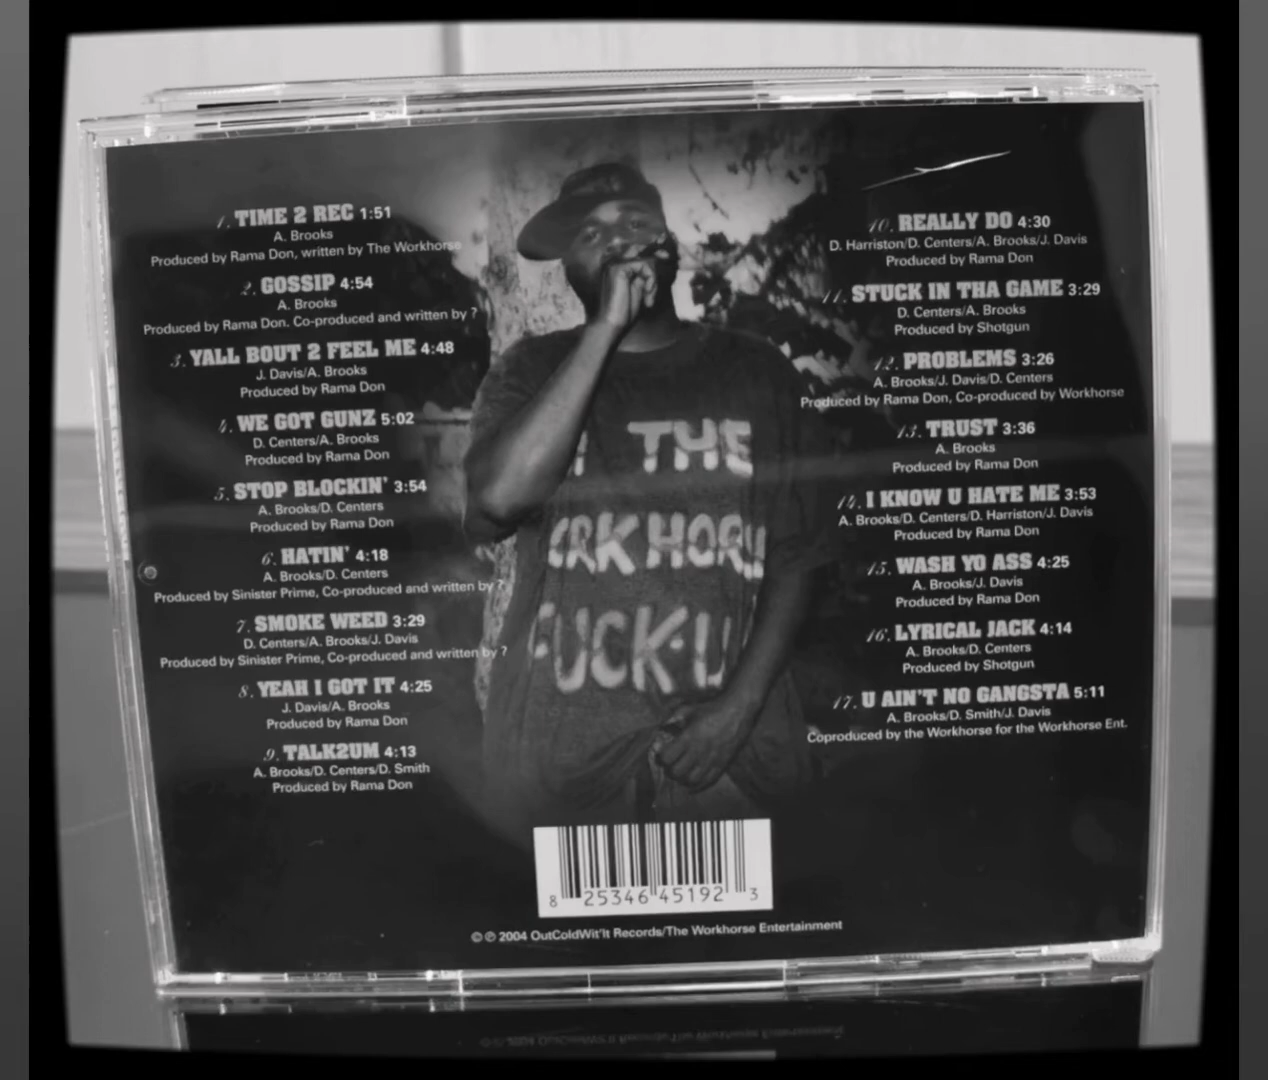 1. TIME 2 REC 1:51
A. Brooks
Produced by Rama Don, written by The Workhorse
2. GOSSIP 4:54
A. Brooks
Produced by Rama Don. Co-produced and written by ?
3. YALL BOUT 2 FEEL ME 4:48
J. Davis/A. Brooks
Produced by Rama Don
4. WE GOT GUNZ 5:02
D. Centers/A. Brooks
Produced by Rama Don
5. STOP BLOCKIN' 3:54
A. Brooks/D. Centers
Produced by Rama Don
6. HATIN' 4:18
A. Brooks/D. Centers
Produced by Sinister Prime, Co-produced and written by ?
7. SMOKE WEED 3:29
D. Centers/A. Brooks/J. Davis
Produced by Sinister Prime, Co-produced and written by ?
8. YEAH I GOT IT 4:25
J. Davis/A. Brooks
Produced by Rama Don
9. TALK2UM 4:13
A. Brooks/D. Centers/D. Smith
Produced by Rama Don
THE
ORK HORS
FUCK-U
10. REALLY DO 4:30
D. Harriston/D. Centers/A. Brooks/J. Davis
Produced by Rama Don
11. STUCK IN THA GAME 3:29
D. Centers/A. Brooks
Produced by Shotgun
12. PROBLEMS 3:26
A. Brooks/J. Davis/D. Centers
Produced by Rama Don, Co-produced by Workhorse
13. TRUST 3:36
A. Brooks
Produced by Rama Don
14. I KNOW U HATE ME 3:53
A. Brooks/D. Centers/D. Harriston/J. Davis
Produced by Rama Don
15. WASH YO ASS 4:25
A. Brooks/J. Davis
Produced by Rama Don
16. LYRICAL JACK 4:14
A. Brooks/D. Centers
Produced by Shotgun
17. U AIN'T NO GANGSTA 5:11
A. Brooks/D. Smith/J. Davis
Coproduced by the Workhorse for the Workhorse Ent.
8 25346 45192 3
© ℗ 2004 OutColdWit'It Records/The Workhorse Entertainment